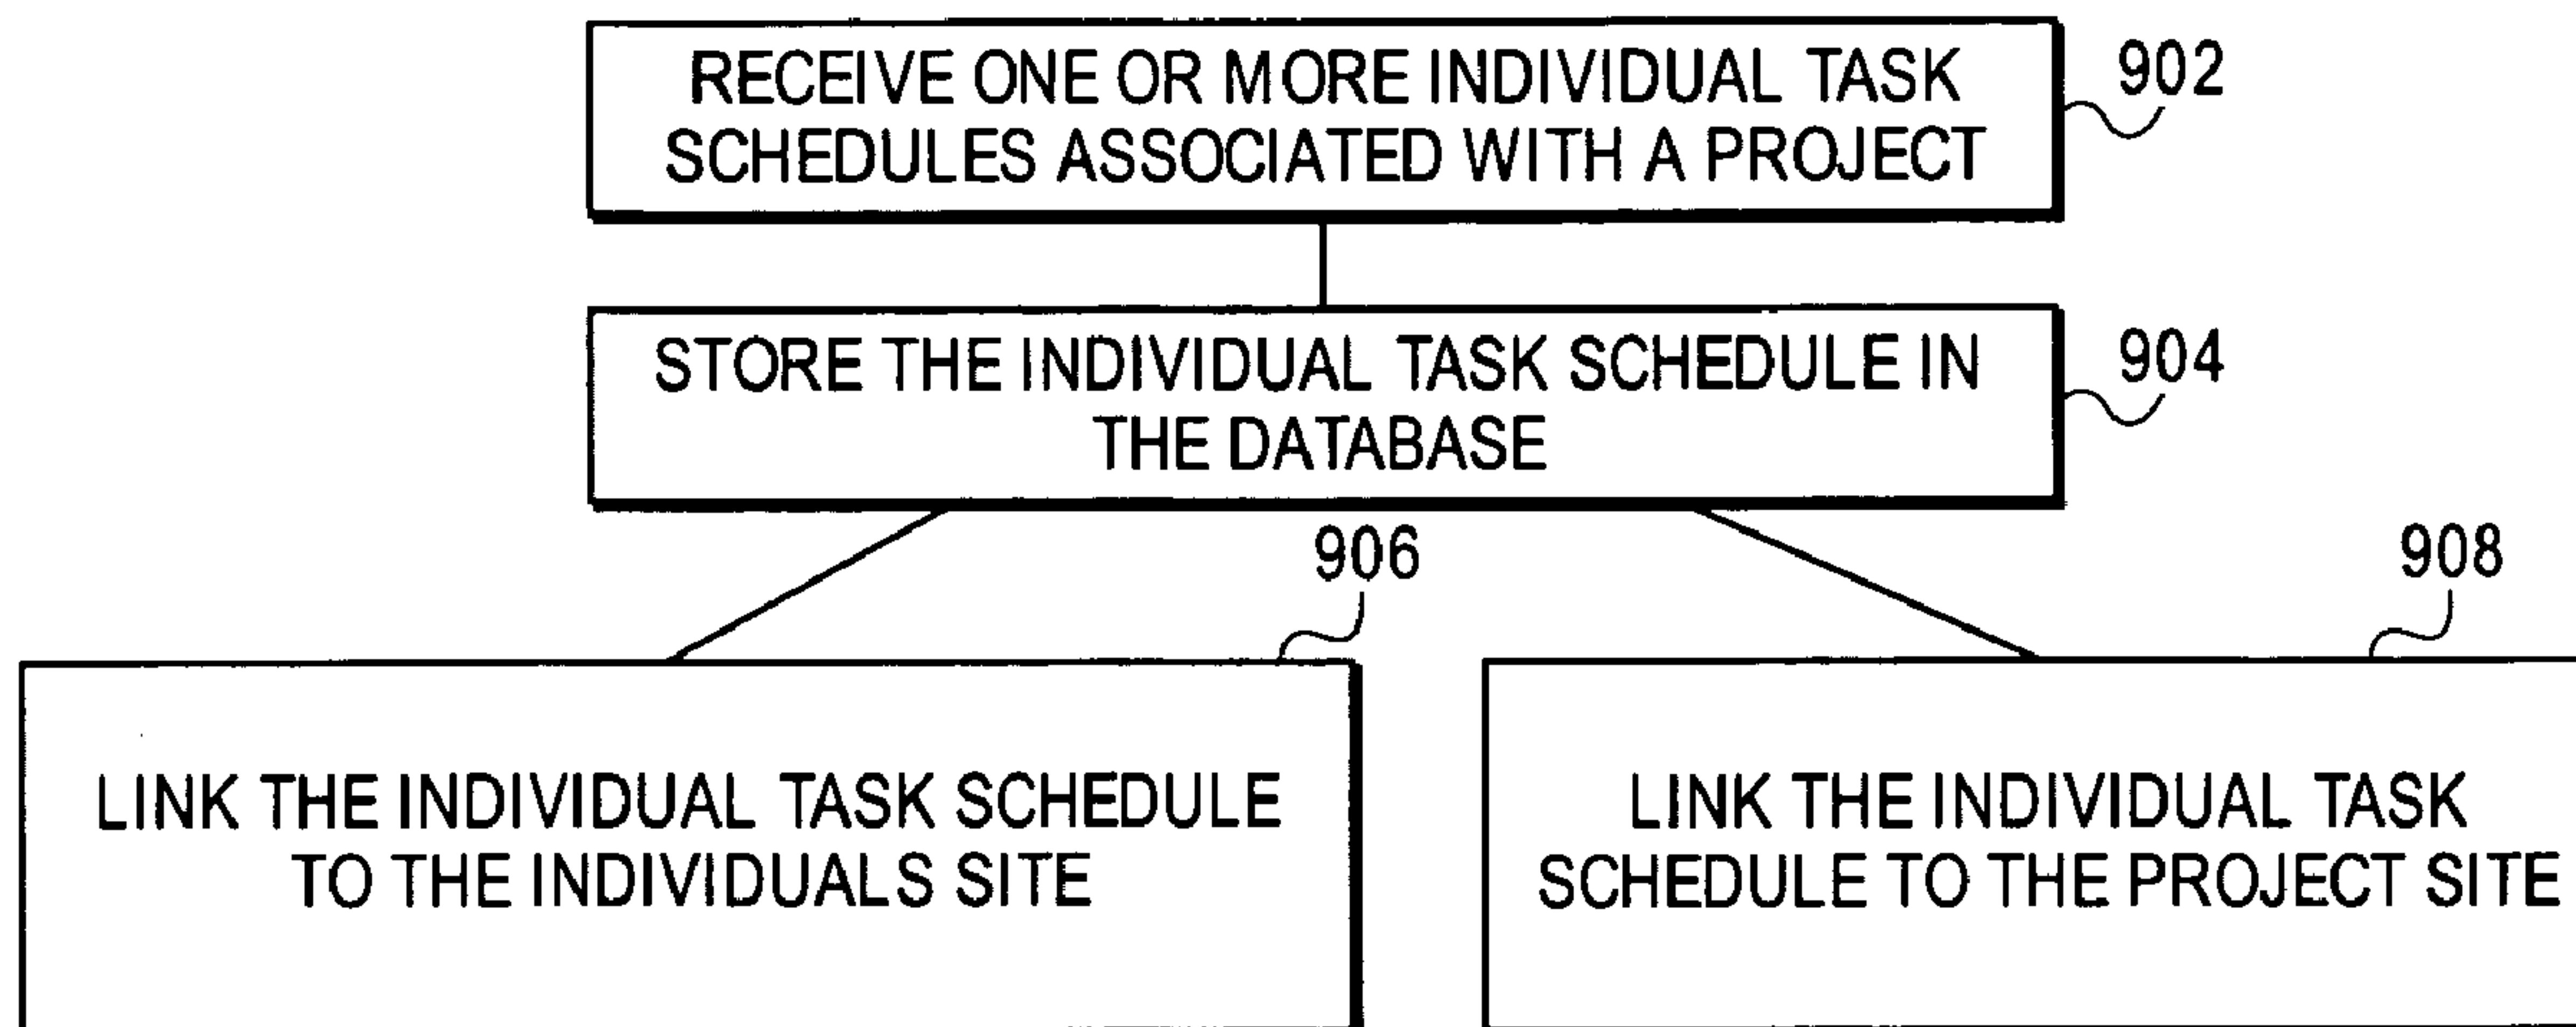 RECEIVE ONE OR MORE INDIVIDUAL TASK
SCHEDULES ASSOCIATED WITH A PROJECT
902
STORE THE INDIVIDUAL TASK SCHEDULE IN
THE DATABASE
904
906
908
LINK THE INDIVIDUAL TASK SCHEDULE
TO THE INDIVIDUALS SITE
LINK THE INDIVIDUAL TASK
SCHEDULE TO THE PROJECT SITE